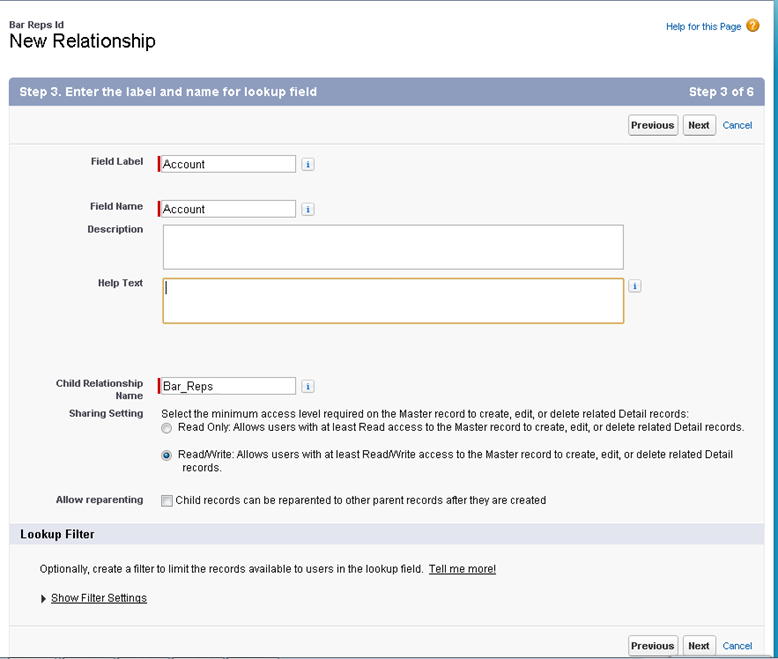 Bar Reps Id
New Relationship
Help for this Page ?
Step 3. Enter the label and name for lookup field
Step 3 of 6
Previous Next Cancel
Field Label Account i
Field Name Account i
Description
Help Text i
Child Relationship
Name
Bar_Reps i
Sharing Setting
Select the minimum access level required on the Master record to create, edit, or delete related Detail records:
Read Only: Allows users with at least Read access to the Master record to create, edit, or delete related Detail records.
Read/Write: Allows users with at least Read/Write access to the Master record to create, edit, or delete related Detail
records.
Allow reparenting Child records can be reparented to other parent records after they are created
Lookup Filter
Optionally, create a filter to limit the records available to users in the lookup field. Tell me more!
Show Filter Settings
Previous Next Cancel